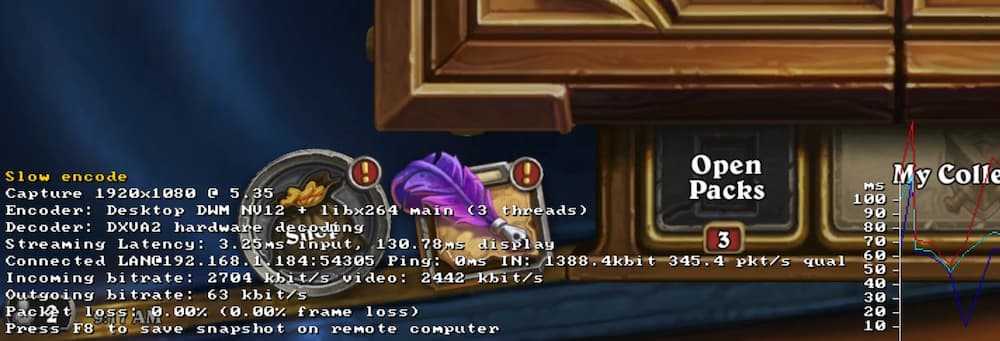 Open
Packs
3
My Colle
Shop
Slow encode
Capture 1920x1080 @ 5.35
Encoder: Desktop DWM NV12 + libx264 main (3 threads)
Decoder: DXVA2 hardware decoding
Streaming Latency: 3.25ms input, 130.78ms display
Connected LAN@192.168.1.184:54305 Ping: 0ms IN: 1388.4kbit 345.4 pkt/s qual
Incoming bitrate: 2704 kbit/s video: 2442 kbit/s
Outgoing bitrate: 63 kbit/s
Packet loss: 0.00% (0.00% frame loss)
Press F8 to save snapshot on remote computer
2
AM
ms
100
90
80
70
60
50
40
30
20
10